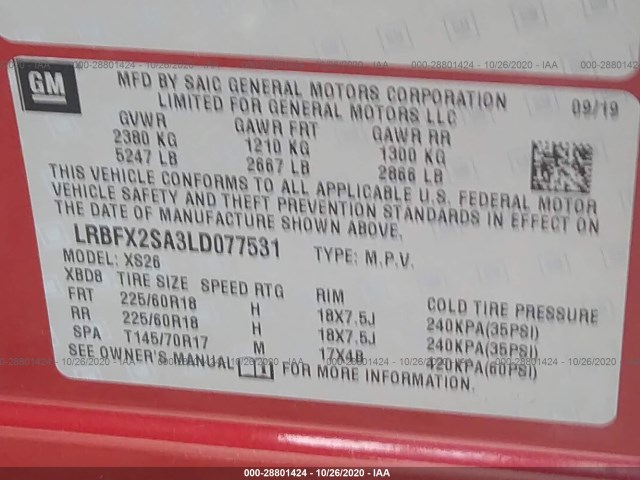 000-28801424 - 10/26/2020 - IAA
GM
MFD BY SAIC GENERAL MOTORS CORPORATION
LIMITED FOR GENERAL MOTORS LLC
09/19
GVWR GAWR FRT GAWR RR
2380 KG 1210 KG 1300 KG
5247 LB 2667 LB 2866 LB
THIS VEHICLE CONFORMS TO ALL APPLICABLE U.S. FEDERAL MOTOR
VEHICLE SAFETY AND THEFT PREVENTION STANDARDS IN EFFECT ON
THE DATE OF MANUFACTURE SHOWN ABOVE.
LRBFX2SA3LD077531 TYPE: M.P.V.
MODEL: XS26
XBD8 TIRE SIZE SPEED RTG RIM COLD TIRE PRESSURE
FRT 225/60R18 H 18X7.5J 240KPA(35PSI)
RR 225/60R18 H 18X7.5J 240KPA(35PSI)
SPA T145/70R17 M 17X4B 420KPA(60PSI)
SEE OWNER'S MANUAL FOR MORE INFORMATION.
000-28801424 - 10/26/2020 - IAA